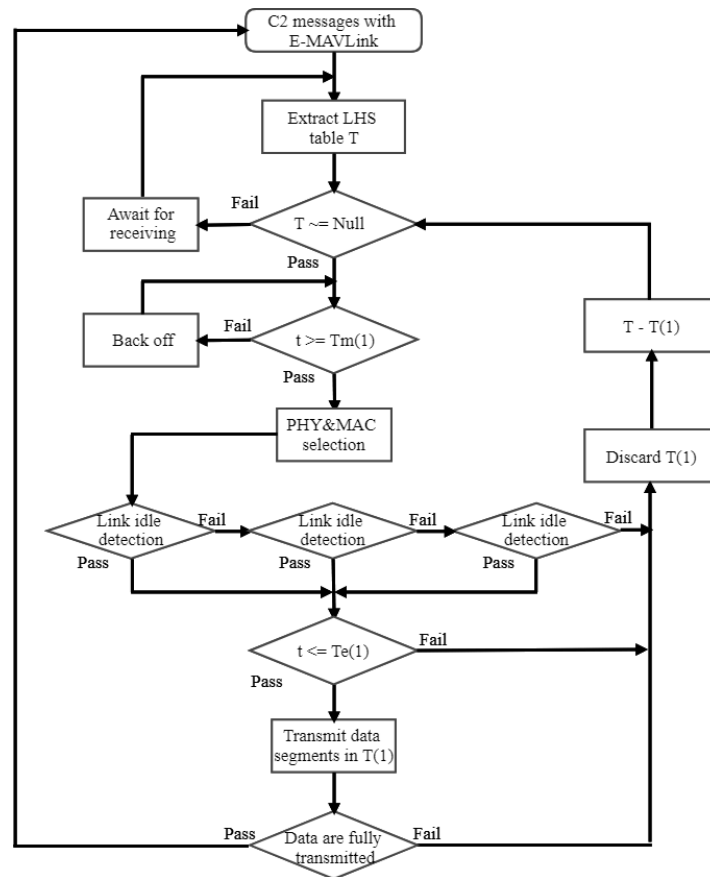 C2 messages with
E-MAVLink
Extract LHS
table T
Fail
Await for
receiving
T ~= Null
Pass
Fail
Back off
t >= Tm(1)
T - T(1)
Pass
PHY&MAC
selection
Discard T(1)
Link idle
detection
Fail
Link idle
detection
Fail
Link idle
detection
Fail
Pass
Pass
Pass
t <= Te(1)
Fail
Pass
Transmit data
segments in T(1)
Pass
Data are fully
transmitted
Fail